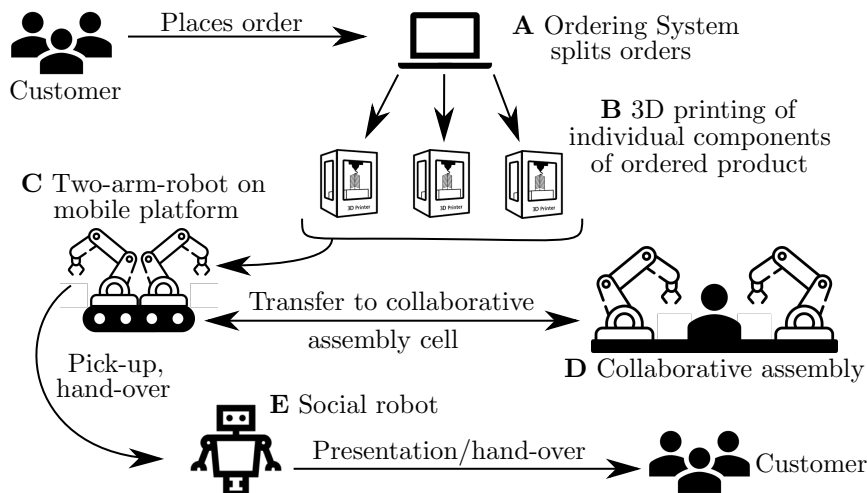 Places order
Customer
A Ordering System
splits orders
B 3D printing of
individual components
of ordered product
3D Printer
3D Printer
3D Printer
C Two-arm-robot on
mobile platform
Transfer to collaborative
assembly cell
D Collaborative assembly
Pick-up,
hand-over
E Social robot
Presentation/hand-over
Customer